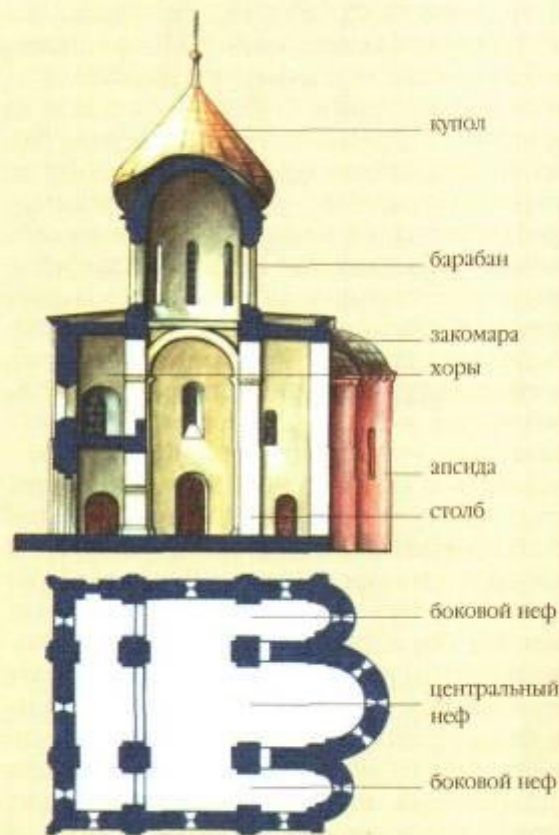 купол
барабан
закомара
хоры
апсида
столб
боковой неф
центральный
неф
боковой неф